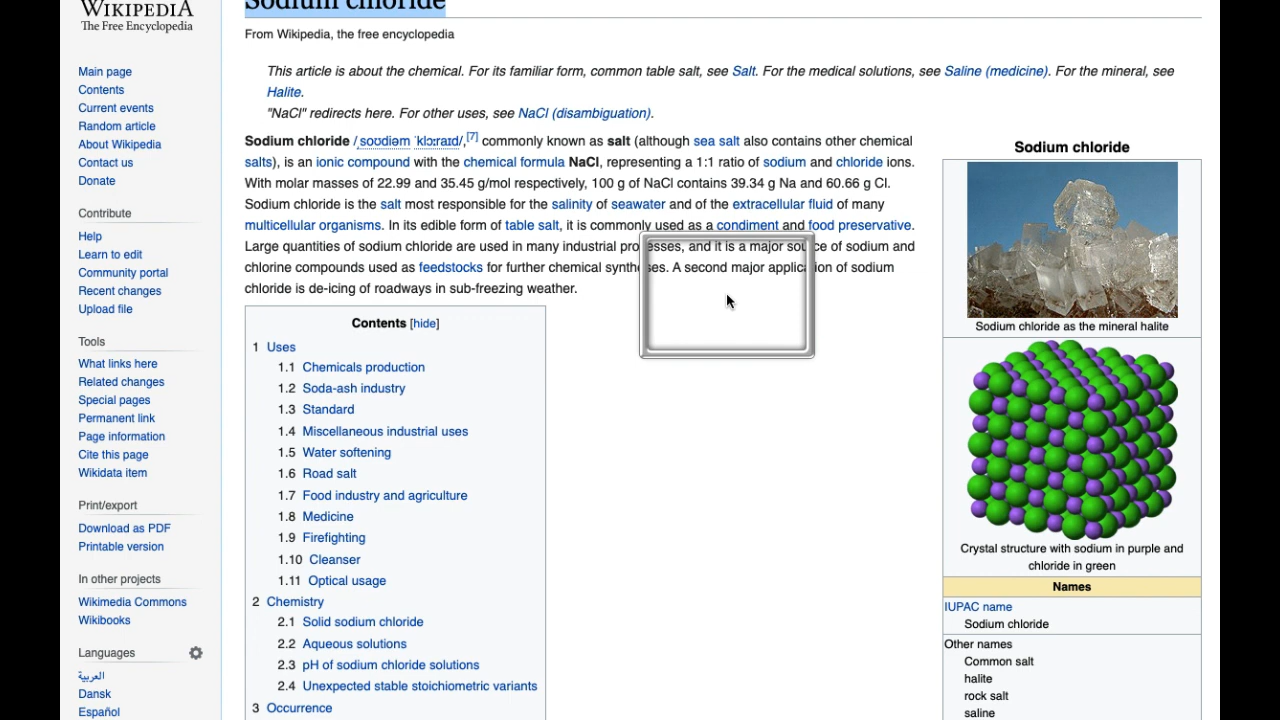 WIKIPEDIA
The Free Encyclopedia
Main page
Contents
Current events
Random article
About Wikipedia
Contact us
Donate
Contribute
Help
Learn to edit
Community portal
Recent changes
Upload file
Tools
What links here
Related changes
Special pages
Permanent link
Page information
Cite this page
Wikidata item
Print/export
Download as PDF
Printable version
In other projects
Wikimedia Commons
Wikibooks
Languages
العربية
Dansk
Español
Sodium chloride
From Wikipedia, the free encyclopedia
This article is about the chemical. For its familiar form, common table salt, see Salt. For the medical solutions, see Saline (medicine). For the mineral, see
Halite.
"NaCl" redirects here. For other uses, see NaCl (disambiguation).
Sodium chloride /ˌsoʊdiəm ˈklɔːraɪd/,[7] commonly known as salt (although sea salt also contains other chemical
salts), is an ionic compound with the chemical formula NaCl, representing a 1:1 ratio of sodium and chloride ions.
With molar masses of 22.99 and 35.45 g/mol respectively, 100 g of NaCl contains 39.34 g Na and 60.66 g Cl.
Sodium chloride is the salt most responsible for the salinity of seawater and of the extracellular fluid of many
multicellular organisms. In its edible form of table salt, it is commonly used as a condiment and food preservative.
Large quantities of sodium chloride are used in many industrial processes, and it is a major source of sodium and
chlorine compounds used as feedstocks for further chemical syntheses. A second major application of sodium
chloride is de-icing of roadways in sub-freezing weather.
Contents [hide]
1 Uses
1.1 Chemicals production
1.2 Soda-ash industry
1.3 Standard
1.4 Miscellaneous industrial uses
1.5 Water softening
1.6 Road salt
1.7 Food industry and agriculture
1.8 Medicine
1.9 Firefighting
1.10 Cleanser
1.11 Optical usage
2 Chemistry
2.1 Solid sodium chloride
2.2 Aqueous solutions
2.3 pH of sodium chloride solutions
2.4 Unexpected stable stoichiometric variants
3 Occurrence
Sodium chloride
Sodium chloride as the mineral halite
Crystal structure with sodium in purple and
chloride in green
Names
IUPAC name
Sodium chloride
Other names
Common salt
halite
rock salt
saline